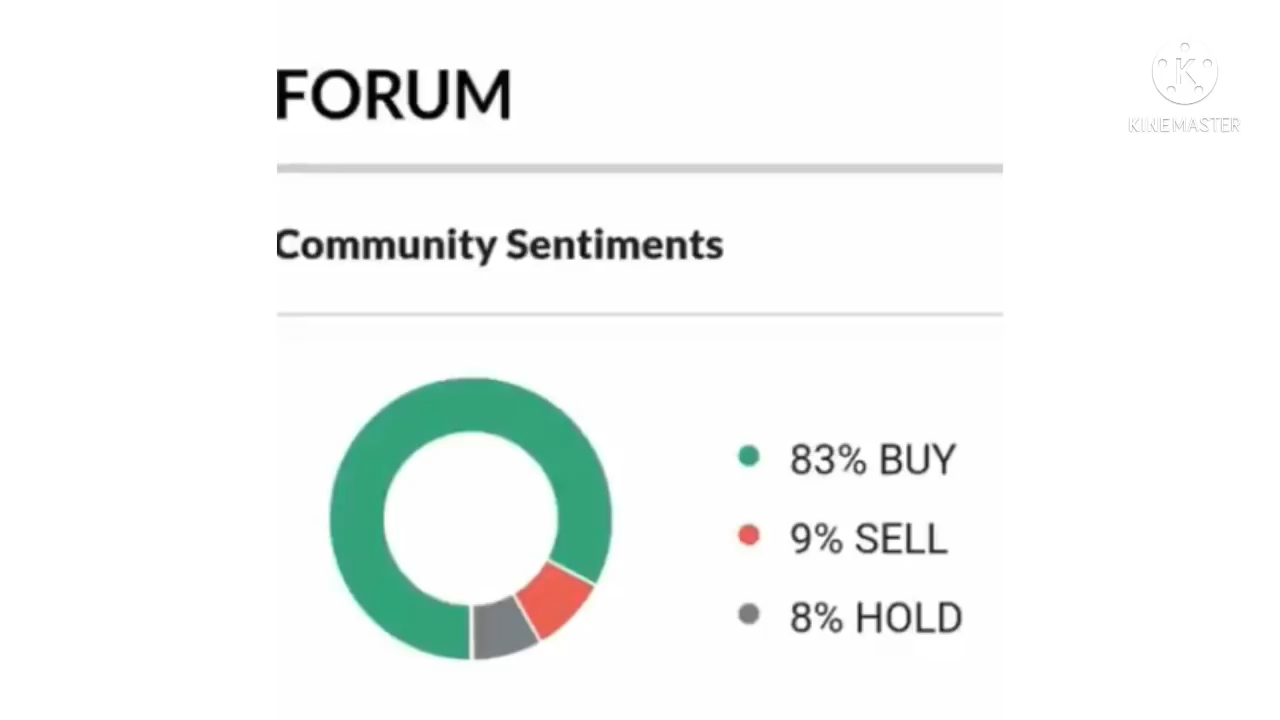 FORUM
K
KINEMASTER
Community Sentiments
83% BUY
9% SELL
8% HOLD